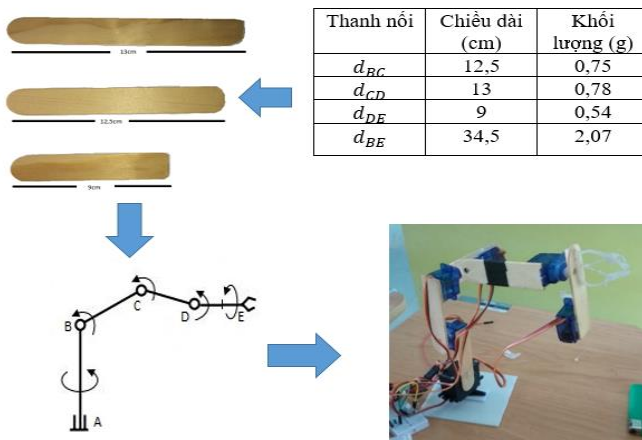 13cm
12,5cm
9cm
Thanh nối Chiều dài (cm) Khối lượng (g)
d_BC 12,5 0,75
d_CD 13 0,78
d_DE 9 0,54
d_BE 34,5 2,07
B C D E
A